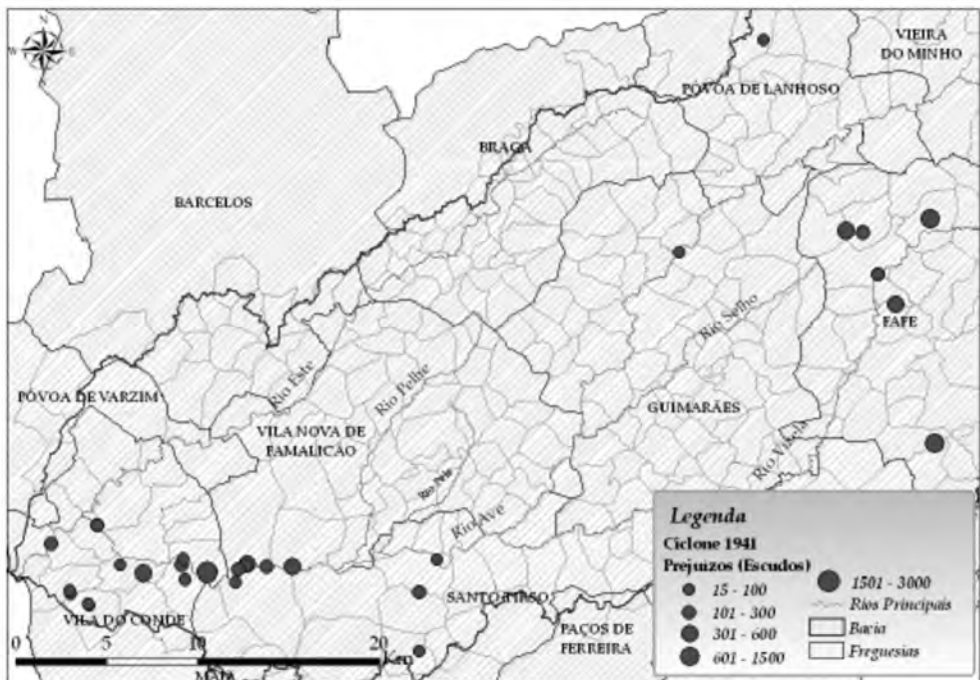 N
W
E
VIEIRA
DO MINHO
PÓVOA DE LANHOSO
BRAGA
BARCELOS
Rio Selho
FAFE
PÓVOA DE VARZIM
Rio Este
Rio Pelhe
GUIMARÃES
VILA NOVA DE
FAMALICÃO
Rio Vizela
Rio Pele
Rio Ave
VILA DO CONDE
SANTO TIRSO
PAÇOS DE
FERREIRA
MAIA
0 5 10 20
Km
Legenda
Ciclone 1941
Prejuizos (Escudos)
15 - 100
101 - 300
301 - 600
601 - 1500
1501 - 3000
Rios Principais
Bacia
Freguesias